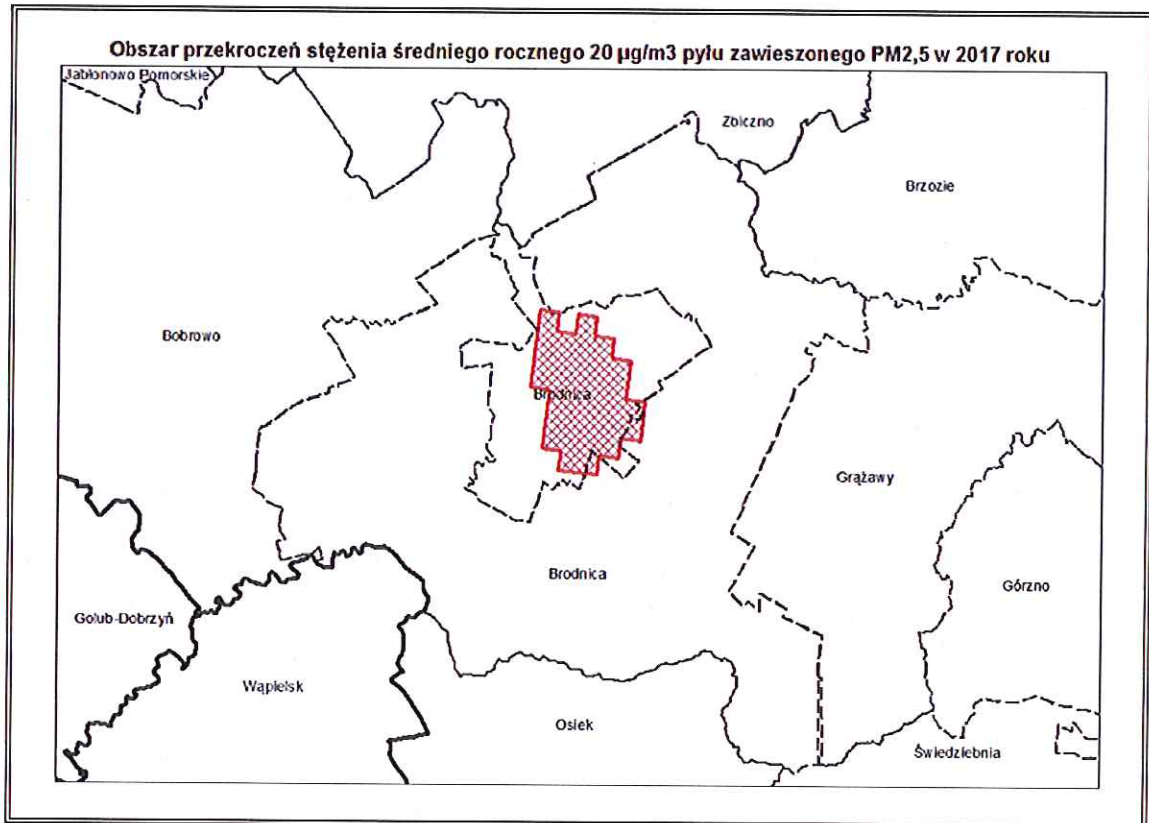 Obszar przekroczeń stężenia średniego rocznego 20 µg/m3 pyłu zawieszonego PM2,5 w 2017 roku
Jabłonowo Pomorskie
Zbiczno
Brzozie
Bobrowo
Brodnica
Grążawy
Brodnica
Górzno
Golub-Dobrzyń
Wąpielsk
Osiek
Świedziebnia